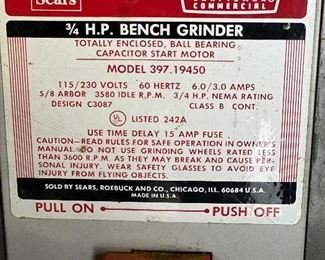 Sears
CRAFTSMAN
COMMERCIAL
3/4 H.P. BENCH GRINDER
TOTALLY ENCLOSED, BALL BEARING
CAPACITOR START MOTOR
MODEL 397.19450
115/230 VOLTS 60 HERTZ 6.0/3.0 AMPS
5/8 ARBOR 3580 IDLE R.P.M. 3/4 H.P. NEMA RATING
DESIGN C3087 CLASS B CONT.
UL LISTED 242A
USE TIME DELAY 15 AMP FUSE.
CAUTION—READ RULES FOR SAFE OPERATION IN OWNER'S
MANUAL. DO NOT USE GRINDING WHEELS RATED LESS
THAN 3600 R.P.M. AS THEY MAY BREAK AND CAUSE PER-
SONAL INJURY. WEAR SAFETY GLASSES TO AVOID EYE
INJURY FROM FLYING OBJECTS.
SOLD BY SEARS, ROEBUCK AND CO., CHICAGO, ILL. 60684 U.S.A.
MADE IN U.S.A.
PULL ON PUSH OFF